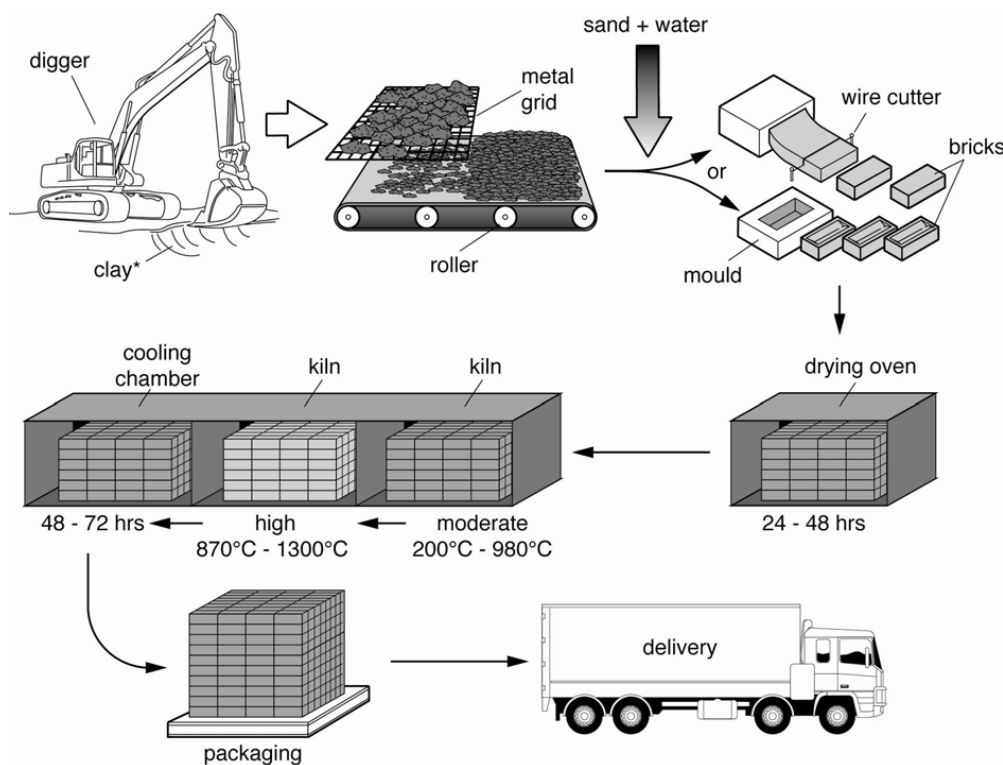 digger
clay*
metal
grid
roller
sand + water
wire cutter
bricks
or
mould
drying oven
24 - 48 hrs
kiln
moderate
200°C - 980°C
kiln
high
870°C - 1300°C
cooling
chamber
48 - 72 hrs
packaging
delivery